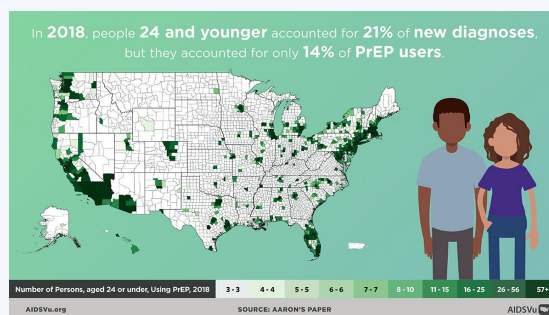 In 2018, people 24 and younger accounted for 21% of new diagnoses,
but they accounted for only 14% of PrEP users.
Number of Persons, aged 24 or under, Using PrEP, 2018 3 - 3 4 - 4 5 - 5 6 - 6 7 - 7 8 - 10 11 - 15 16 - 25 26 - 56 57+
AIDSVu.org SOURCE: AARON'S PAPER AIDSVu